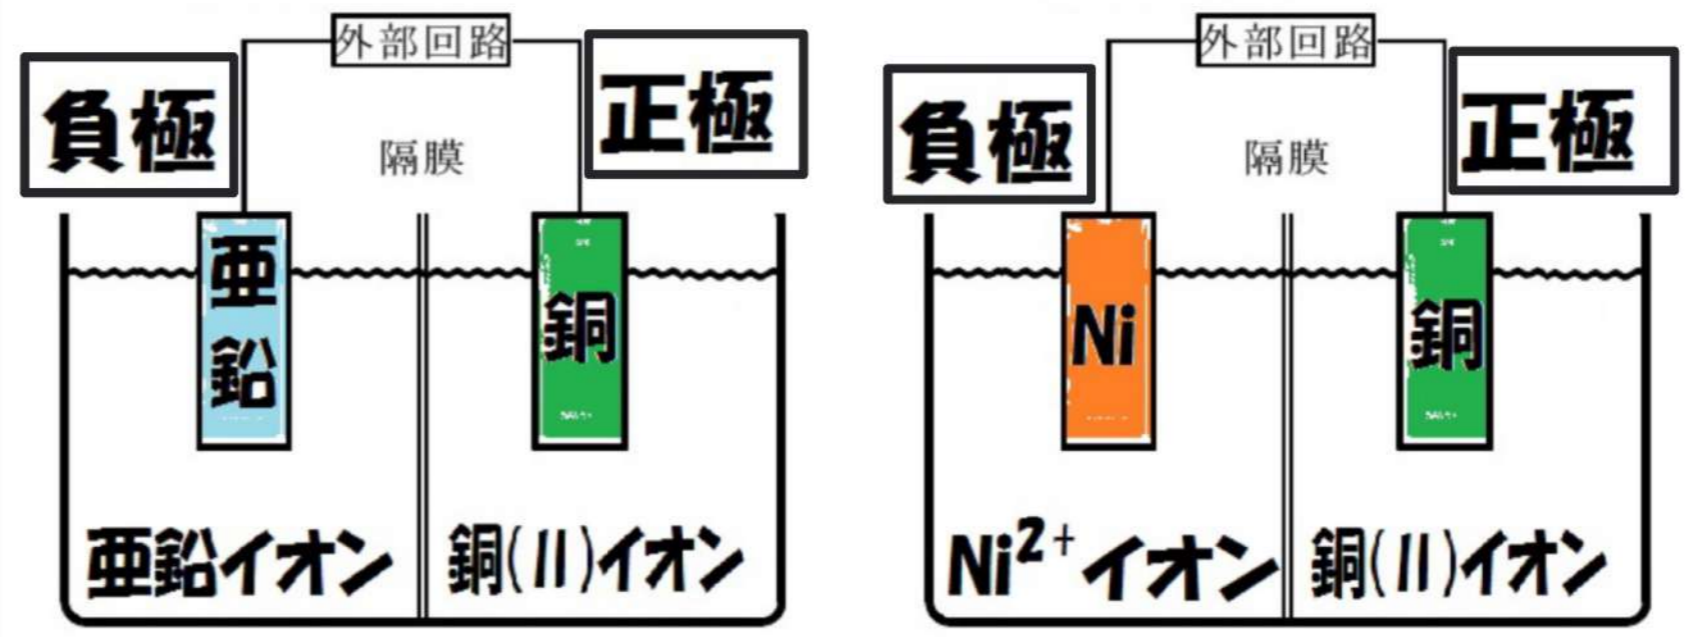 外部回路
負極
正極
隔膜
亜鉛
銅
亜鉛イオン
銅(II)イオン
外部回路
負極
正極
隔膜
Ni
銅
Ni²⁺イオン
銅(II)イオン